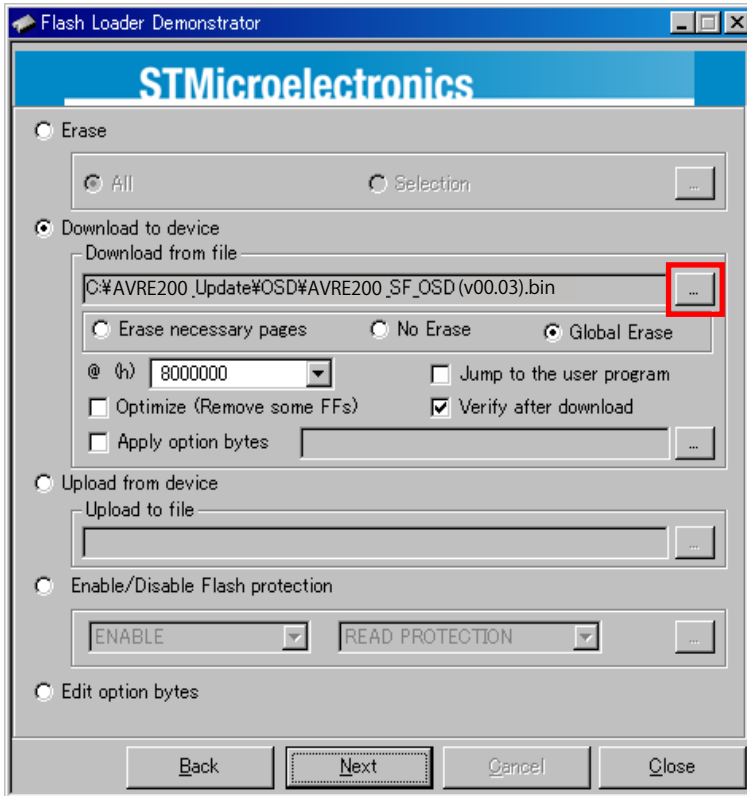 Flash Loader Demonstrator
STMicroelectronics
Erase
All Selection ...
Download to device
Download from file
C:¥AVRE200_Update¥OSD¥AVRE200_SF_OSD(v00.03).bin ...
Erase necessary pages No Erase Global Erase
@ (h) 8000000 Jump to the user program
Optimize (Remove some FFs) Verify after download
Apply option bytes ...
Upload from device
Upload to file
...
Enable/Disable Flash protection
ENABLE READ PROTECTION ...
Edit option bytes
Back Next Cancel Close